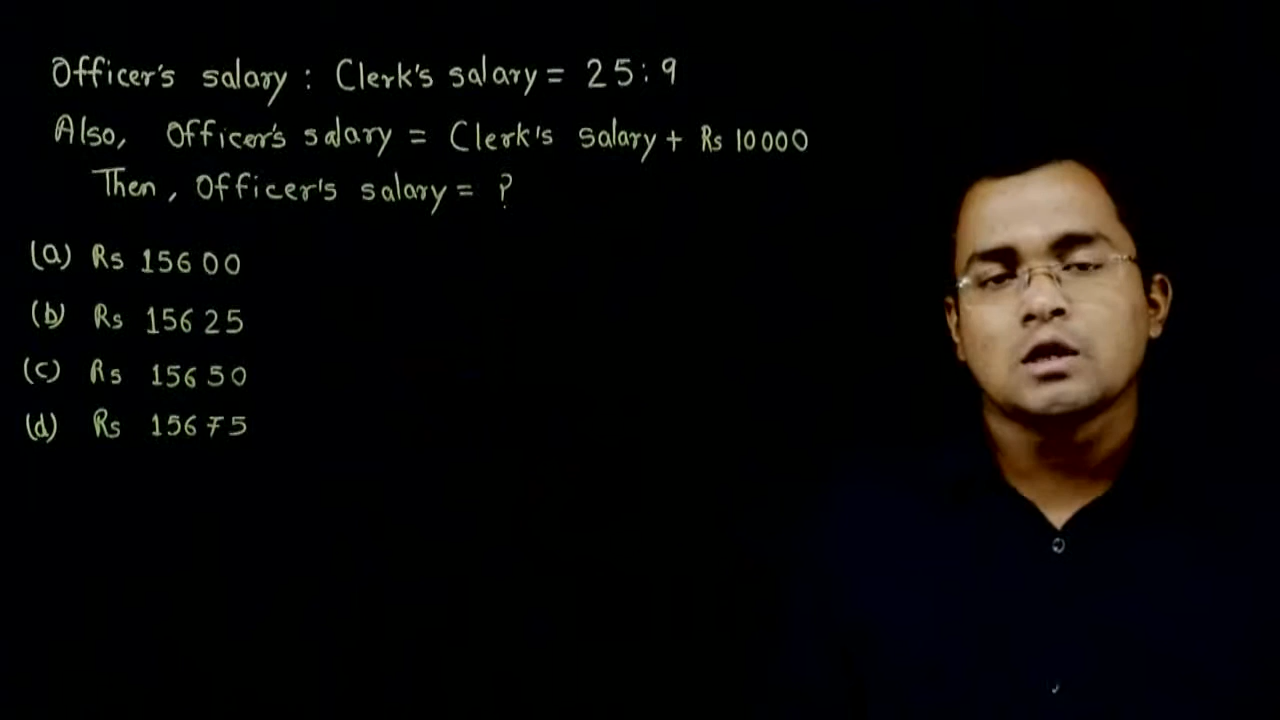 Officer's salary : Clerk's salary = 25:9
Also, Officer's salary = Clerk's salary + Rs 10000
Then, Officer's salary = ?
(a) Rs 15600
(b) Rs 15625
(c) Rs 15650
(d) Rs 15675